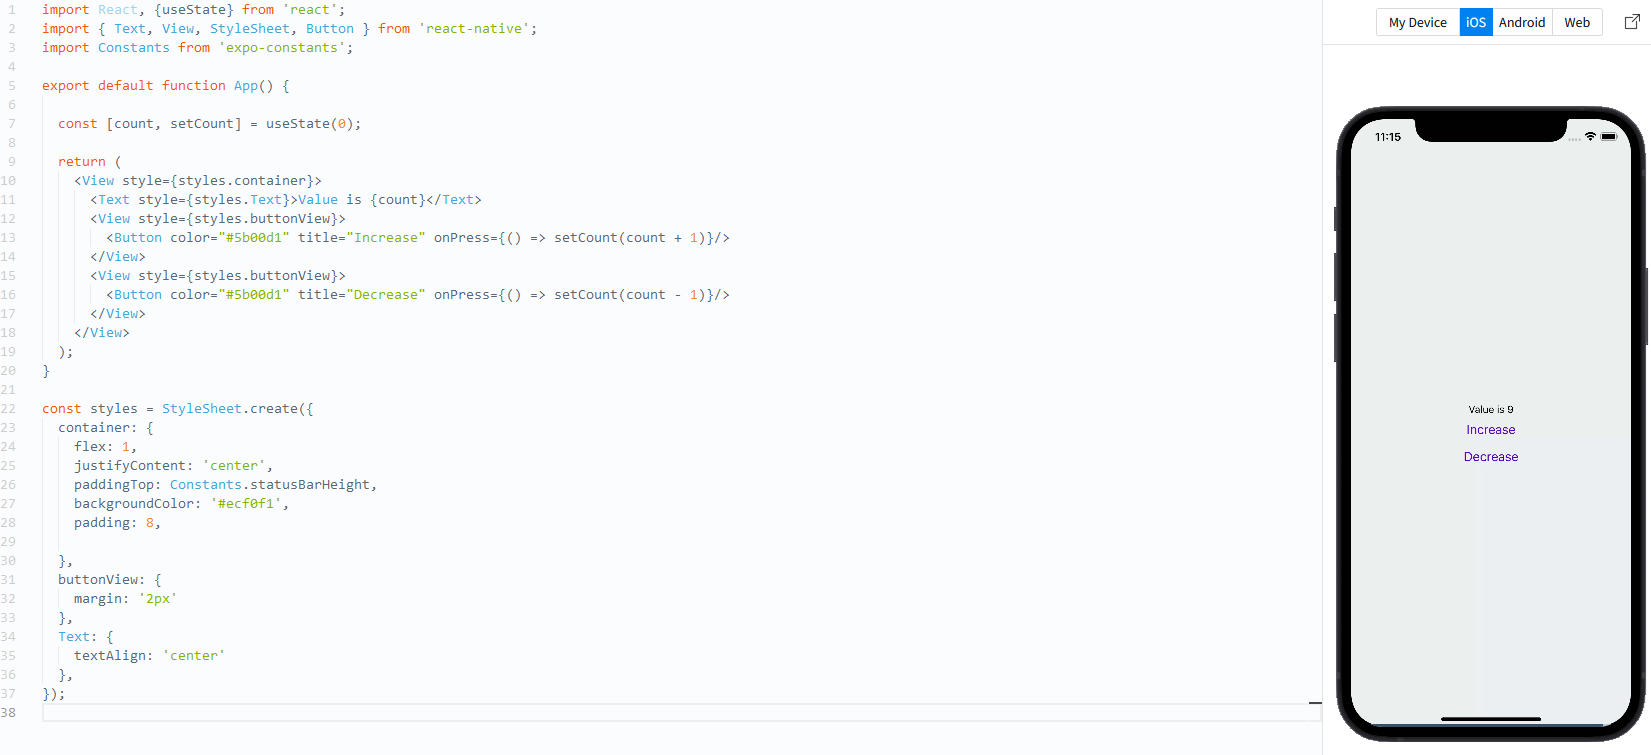 1 import React, {useState} from 'react';
2 import { Text, View, StyleSheet, Button } from 'react-native';
3 import Constants from 'expo-constants';
4
5 export default function App() {
6
7   const [count, setCount] = useState(0);
8
9   return (
10     <View style={styles.container}>
11       <Text style={styles.Text}>Value is {count}</Text>
12       <View style={styles.buttonView}>
13         <Button color="#5b00d1" title="Increase" onPress={() => setCount(count + 1)}/>
14       </View>
15       <View style={styles.buttonView}>
16         <Button color="#5b00d1" title="Decrease" onPress={() => setCount(count - 1)}/>
17       </View>
18     </View>
19   );
20 }
21
22 const styles = StyleSheet.create({
23   container: {
24     flex: 1,
25     justifyContent: 'center',
26     paddingTop: Constants.statusBarHeight,
27     backgroundColor: '#ecf0f1',
28     padding: 8,
29
30   },
31   buttonView: {
32     margin: '2px'
33   },
34   Text: {
35     textAlign: 'center'
36   },
37 });
38
My Device iOS Android Web
11:15
Value is 9
Increase
Decrease